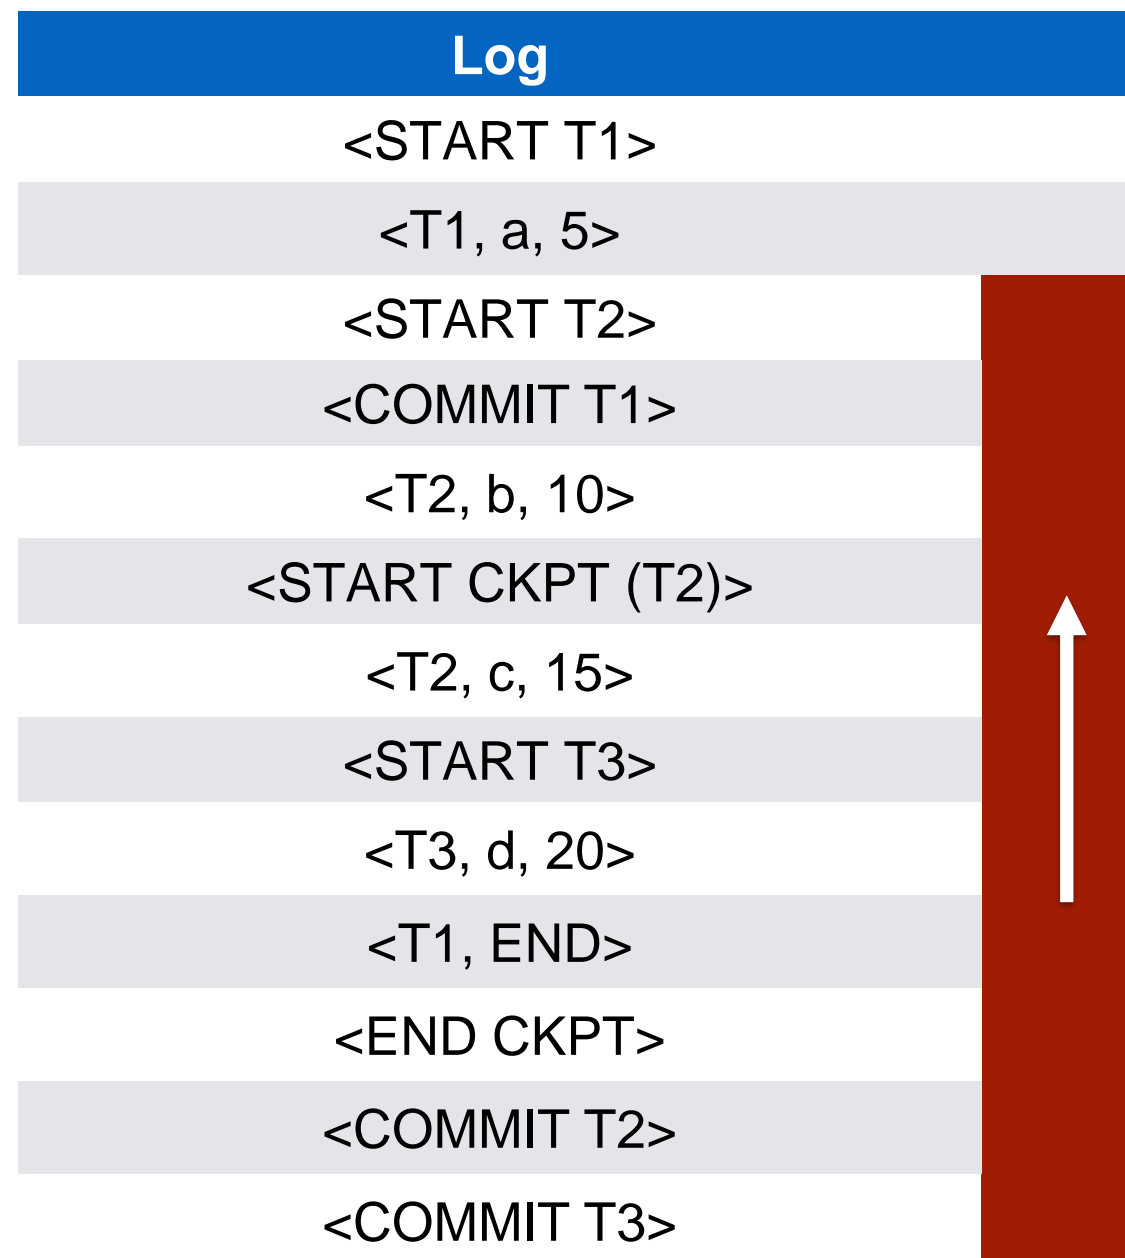 Log
<START T1>
<T1, a, 5>
<START T2>
<COMMIT T1>
<T2, b, 10>
<START CKPT (T2)>
<T2, c, 15>
<START T3>
<T3, d, 20>
<T1, END>
<END CKPT>
<COMMIT T2>
<COMMIT T3>